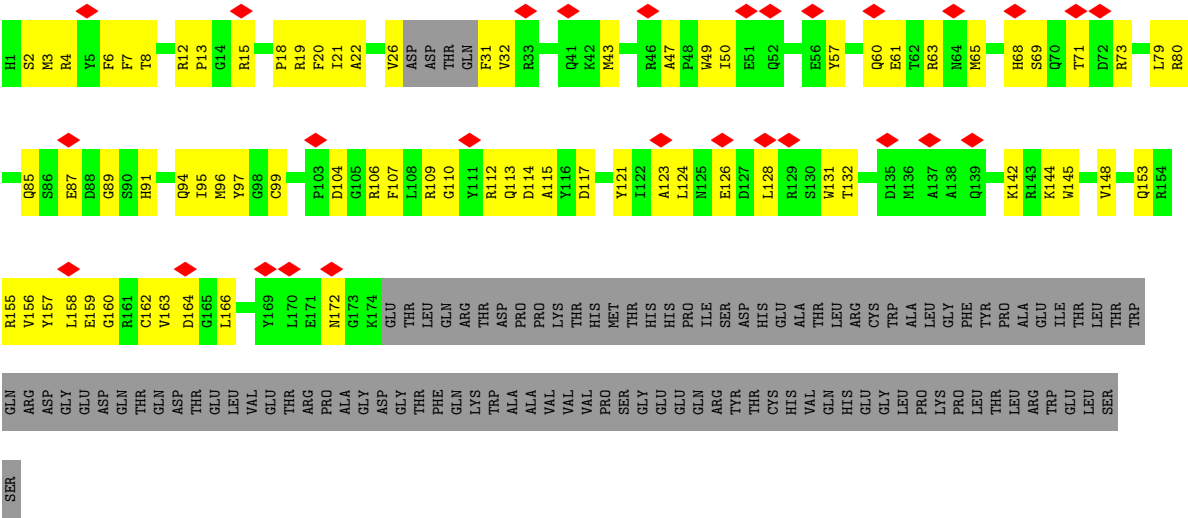 H1 S2 M3 R4 Y5 F6 F7 T8 R12 P13 G14 R15 P18 R19 F20 I21 A22 V26 ASP ASP THR GLN F31 V32 R33 Q41 K42 M43 R46 A47 P48 W49 I50 E51 Q52 E56 Y57 Q60 E61 T62 R63 N64 M65 H68 S69 Q70 T71 D72 R73 L79 R80
Q85 S86 E87 D88 G89 S90 H91 Q94 I95 M96 Y97 G98 C99 P103 D104 G105 R106 F107 L108 R109 G110 Y111 R112 Q113 D114 A115 Y116 D117 Y121 I122 A123 L124 N125 E126 D127 L128 R129 S130 W131 T132 D135 M136 A137 A138 Q139 K142 R143 K144 W145 V148 Q153 R154
R155 V156 Y157 L158 E159 G160 R161 C162 V163 D164 G165 L166 Y169 L170 E171 N172 G173 K174 GLU THR LEU GLN ARG THR ASP PRO PRO LYS THR HIS MET THR HIS HIS PRO ILE SER ASP HIS GLU ALA THR LEU ARG CYS TRP ALA LEU GLY PHE TYR PRO ALA GLU ILE THR LEU THR TRP
GLN ARG ASP GLY GLU ASP GLN THR GLN ASP THR GLU LEU VAL GLU THR ARG PRO ALA GLY ASP GLY THR PHE GLN LYS TRP ALA ALA VAL VAL VAL PRO SER GLY GLU GLU GLN ARG TYR THR CYS HIS VAL GLN HIS GLU GLY LEU PRO LYS PRO LEU THR LEU ARG TRP GLU LEU SER
SER